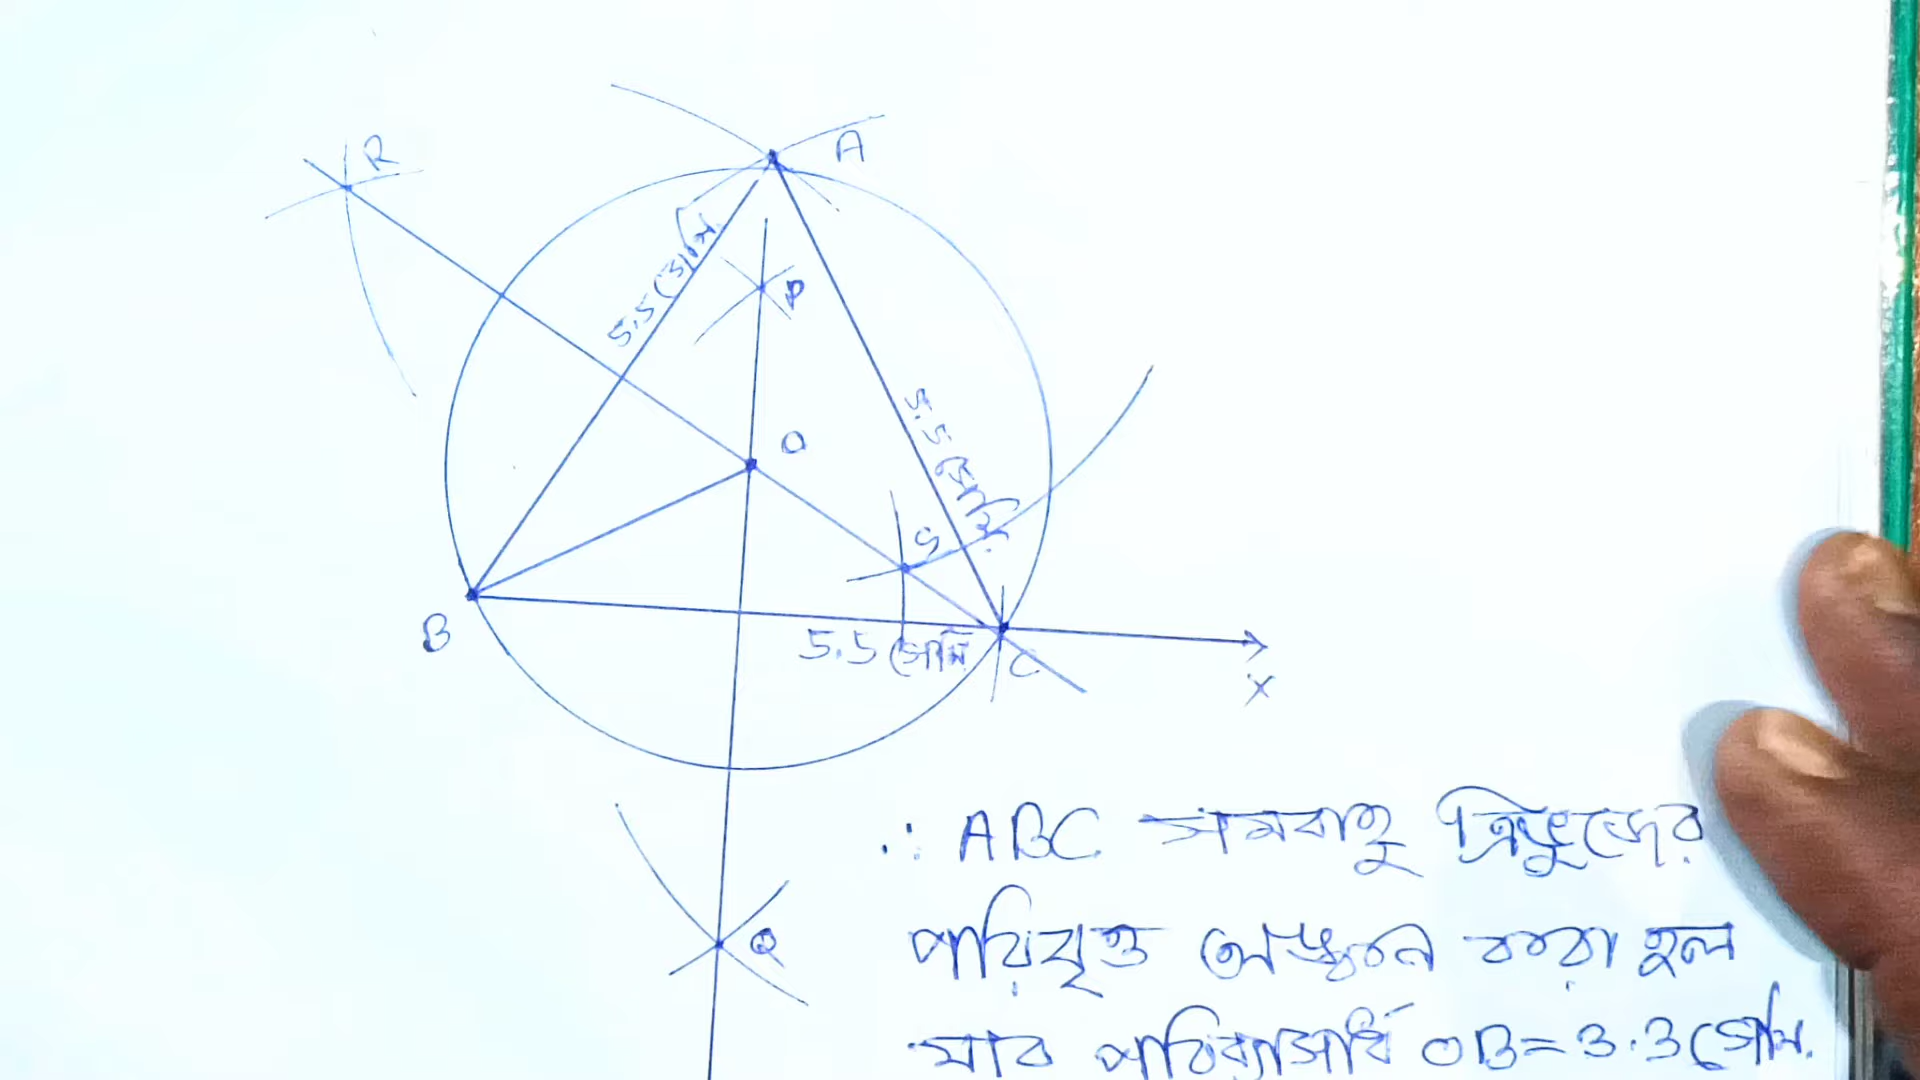 R
A
5.5 সেমি.
P
O
5.5 সেমি.
S
B
5.5 সেমি
C
X
Q
∴ ABC সমবাহু ত্রিভুজের
পরিবৃত্ত অঙ্কন করা হল
যার পরিব্যাসার্ধ OB = 3.3 সেমি.